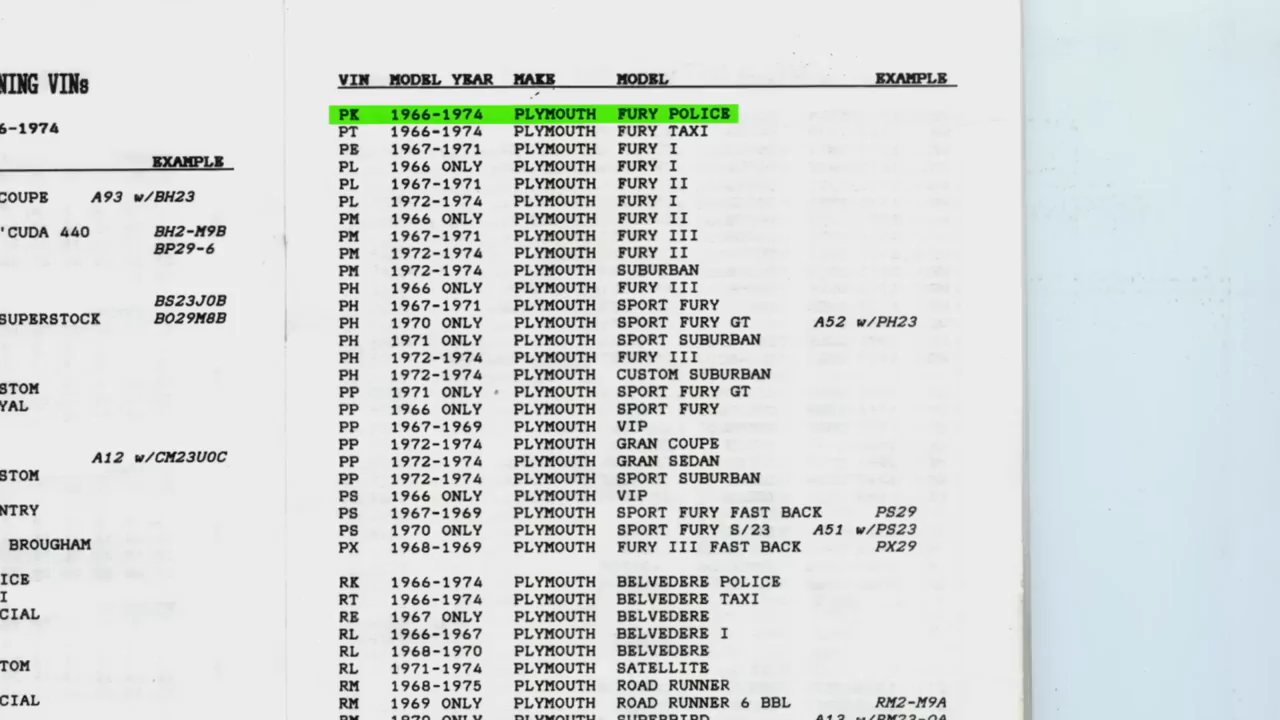 NING VINs
6-1974
EXAMPLE
COUPE A93 w/BH23
'CUDA 440 BH2-M9B
BP29-6
BS23J0B
SUPERSTOCK BO29M8B
STOM
YAL
A12 w/CM23U0C
STOM
NTRY
BROUGHAM
ICE
I
CIAL
TOM
CIAL
VIN MODEL YEAR MAKE MODEL EXAMPLE
PK 1966-1974 PLYMOUTH FURY POLICE
PT 1966-1974 PLYMOUTH FURY TAXI
PE 1967-1971 PLYMOUTH FURY I
PL 1966 ONLY PLYMOUTH FURY I
PL 1967-1971 PLYMOUTH FURY II
PL 1972-1974 PLYMOUTH FURY I
PM 1966 ONLY PLYMOUTH FURY II
PM 1967-1971 PLYMOUTH FURY III
PM 1972-1974 PLYMOUTH FURY II
PM 1972-1974 PLYMOUTH SUBURBAN
PH 1966 ONLY PLYMOUTH FURY III
PH 1967-1971 PLYMOUTH SPORT FURY
PH 1970 ONLY PLYMOUTH SPORT FURY GT A52 w/PH23
PH 1971 ONLY PLYMOUTH SPORT SUBURBAN
PH 1972-1974 PLYMOUTH FURY III
PH 1972-1974 PLYMOUTH CUSTOM SUBURBAN
PP 1971 ONLY PLYMOUTH SPORT FURY GT
PP 1966 ONLY PLYMOUTH SPORT FURY
PP 1967-1969 PLYMOUTH VIP
PP 1972-1974 PLYMOUTH GRAN COUPE
PP 1972-1974 PLYMOUTH GRAN SEDAN
PP 1972-1974 PLYMOUTH SPORT SUBURBAN
PS 1966 ONLY PLYMOUTH VIP
PS 1967-1969 PLYMOUTH SPORT FURY FAST BACK PS29
PS 1970 ONLY PLYMOUTH SPORT FURY S/23 A51 w/PS23
PX 1968-1969 PLYMOUTH FURY III FAST BACK PX29
RK 1966-1974 PLYMOUTH BELVEDERE POLICE
RT 1966-1974 PLYMOUTH BELVEDERE TAXI
RE 1967 ONLY PLYMOUTH BELVEDERE
RL 1966-1967 PLYMOUTH BELVEDERE I
RL 1968-1970 PLYMOUTH BELVEDERE
RL 1971-1974 PLYMOUTH SATELLITE
RM 1968-1975 PLYMOUTH ROAD RUNNER
RM 1969 ONLY PLYMOUTH ROAD RUNNER 6 BBL RM2-M9A
RM 1970 ONLY PLYMOUTH SUPERBIRD A13 w/RM23-0A